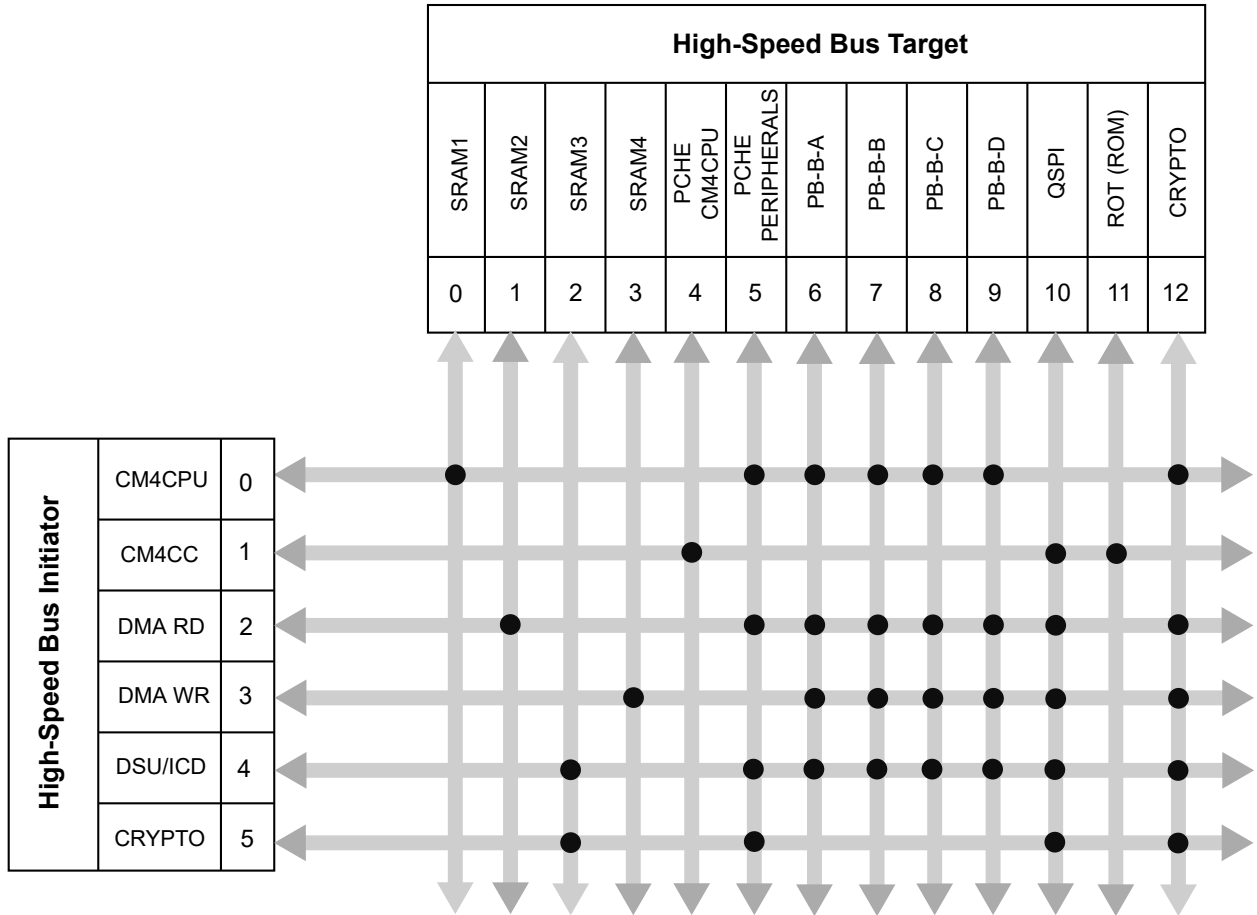 High-Speed Bus Target
SRAM1
SRAM2
SRAM3
SRAM4
PCHE
CM4CPU
PCHE
PERIPHERALS
PB-B-A
PB-B-B
PB-B-C
PB-B-D
QSPI
ROT (ROM)
CRYPTO
0 1 2 3 4 5 6 7 8 9 10 11 12
High-Speed Bus Initiator
CM4CPU 0
CM4CC 1
DMA RD 2
DMA WR 3
DSU/ICD 4
CRYPTO 5